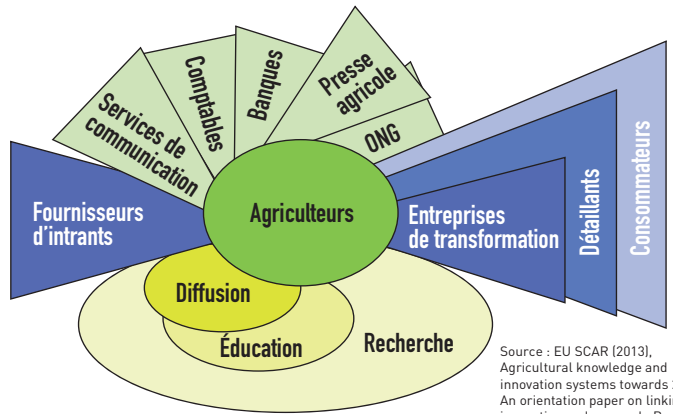 Services de
communication
Comptables
Banques
Presse
agricole
ONG
Fournisseurs
d'intrants
Agriculteurs
Entreprises
de transformation
Détaillants
Consommateurs
Diffusion
Éducation
Recherche
Source : EU SCAR (2013),
Agricultural knowledge and
innovation systems towards
An orientation paper on linking